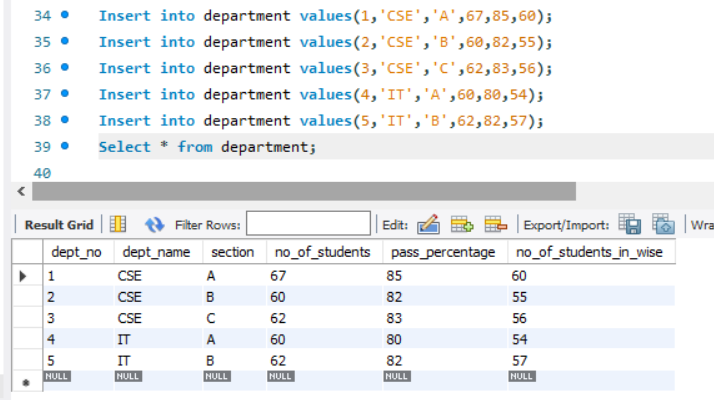 34 Insert into department values(1,'CSE','A',67,85,60);
35 Insert into department values(2,'CSE','B',60,82,55);
36 Insert into department values(3,'CSE','C',62,83,56);
37 Insert into department values(4,'IT','A',60,80,54);
38 Insert into department values(5,'IT','B',62,82,57);
39 Select * from department;
40
Result Grid Filter Rows: Edit: Export/Import: Wra
dept_no dept_name section no_of_students pass_percentage no_of_students_in_wise
1 CSE A 67 85 60
2 CSE B 60 82 55
3 CSE C 62 83 56
4 IT A 60 80 54
5 IT B 62 82 57
NULL NULL NULL NULL NULL NULL